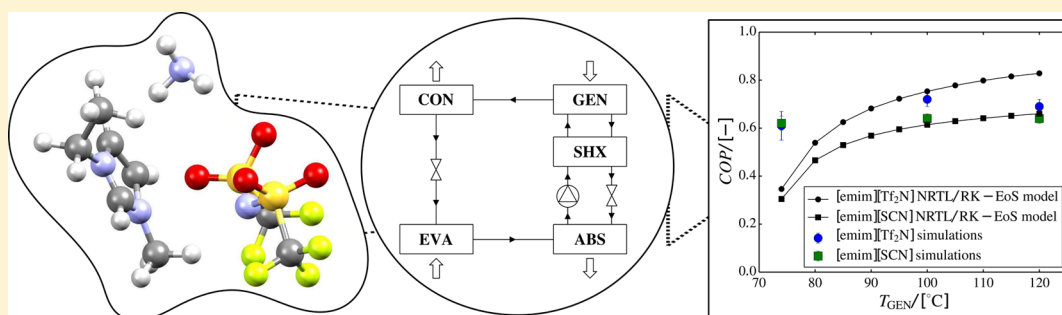 CON
GEN
SHX
EVA
ABS
COP/[−]
1.0
0.8
0.6
0.4
0.2
0.0
[emim][Tf₂N] NRTL/RK−EoS model
[emim][SCN] NRTL/RK−EoS model
[emim][Tf₂N] simulations
[emim][SCN] simulations
70 80 90 100 110 120
T_GEN/[°C]